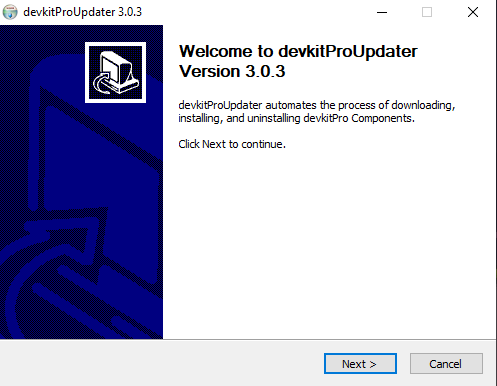 devkitProUpdater 3.0.3
Welcome to devkitProUpdater
Version 3.0.3
devkitProUpdater automates the process of downloading,
installing, and uninstalling devkitPro Components.
Click Next to continue.
Next >
Cancel